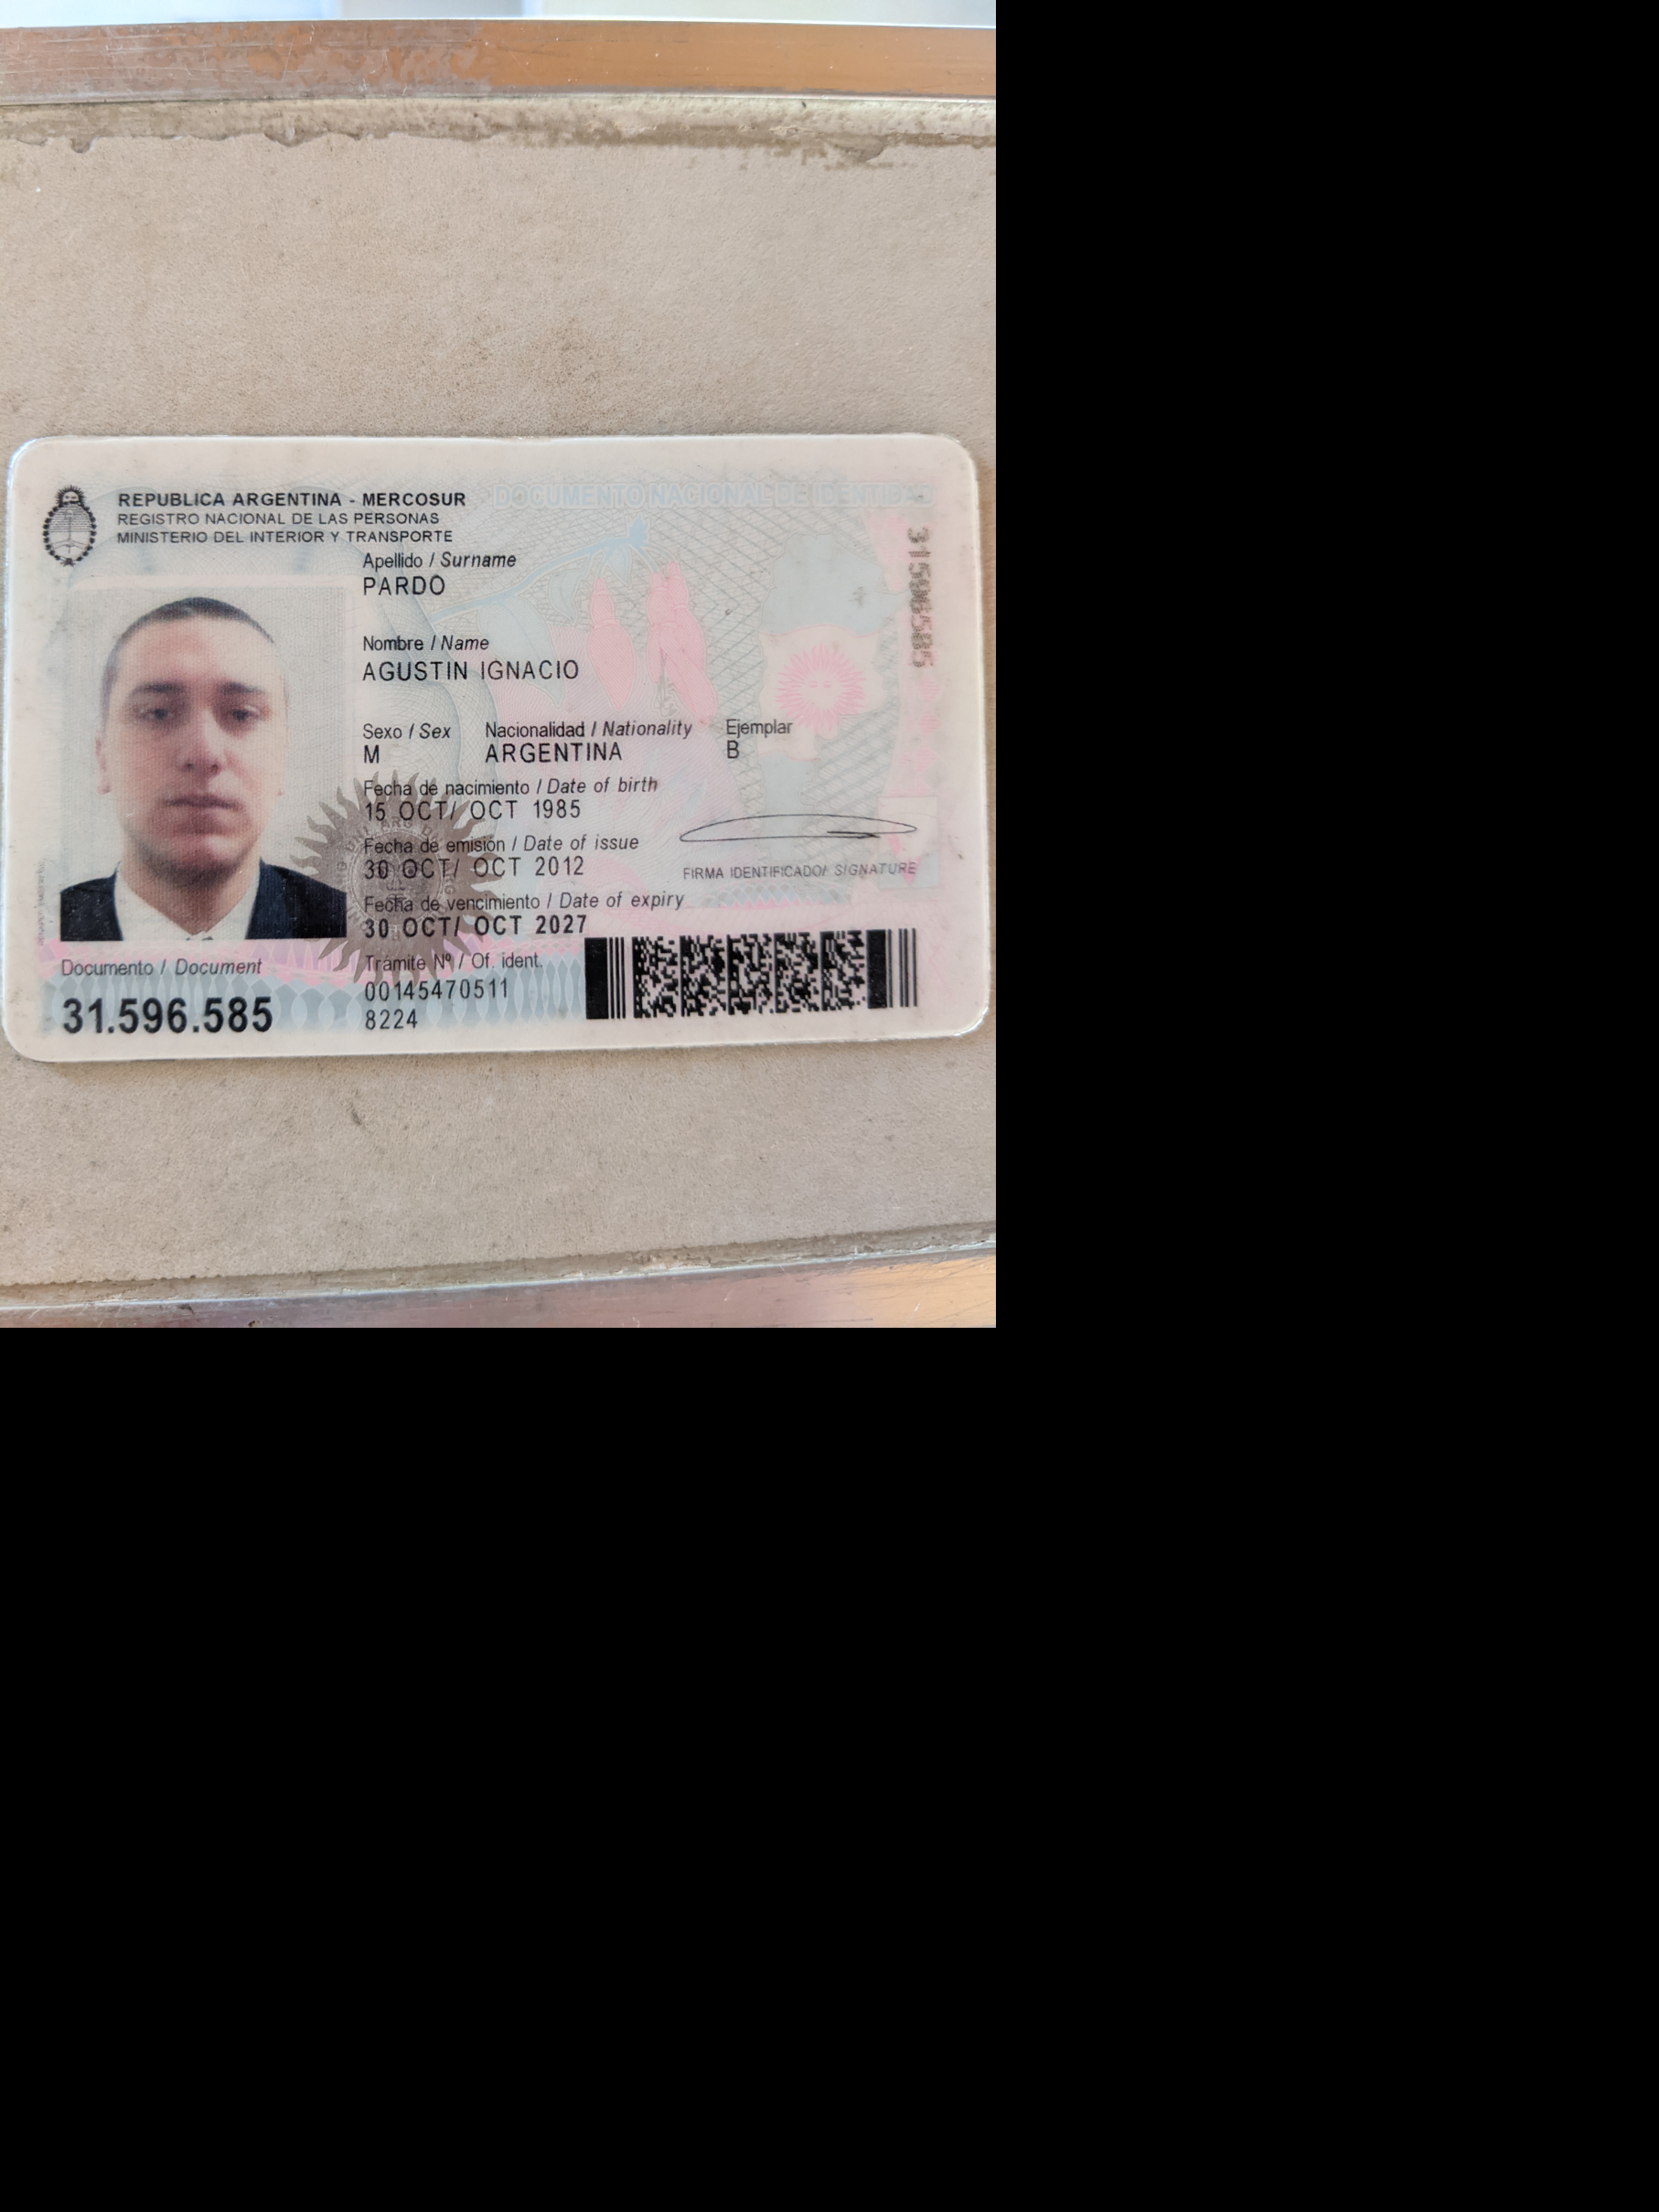 REPUBLICA ARGENTINA - MERCOSUR
REGISTRO NACIONAL DE LAS PERSONAS
MINISTERIO DEL INTERIOR Y TRANSPORTE
DOCUMENTO NACIONAL DE IDENTIDAD
Apellido / Surname
PARDO
Nombre / Name
AGUSTIN IGNACIO
Sexo / Sex Nacionalidad / Nationality Ejemplar
M ARGENTINA B
Fecha de nacimiento / Date of birth
15 OCT/ OCT 1985
Fecha de emisión / Date of issue
30 OCT/ OCT 2012
Fecha de vencimiento / Date of expiry
30 OCT/ OCT 2027
FIRMA IDENTIFICADO/ SIGNATURE
Documento / Document
31.596.585
Trámite Nº / Of. ident.
00145470511
8224